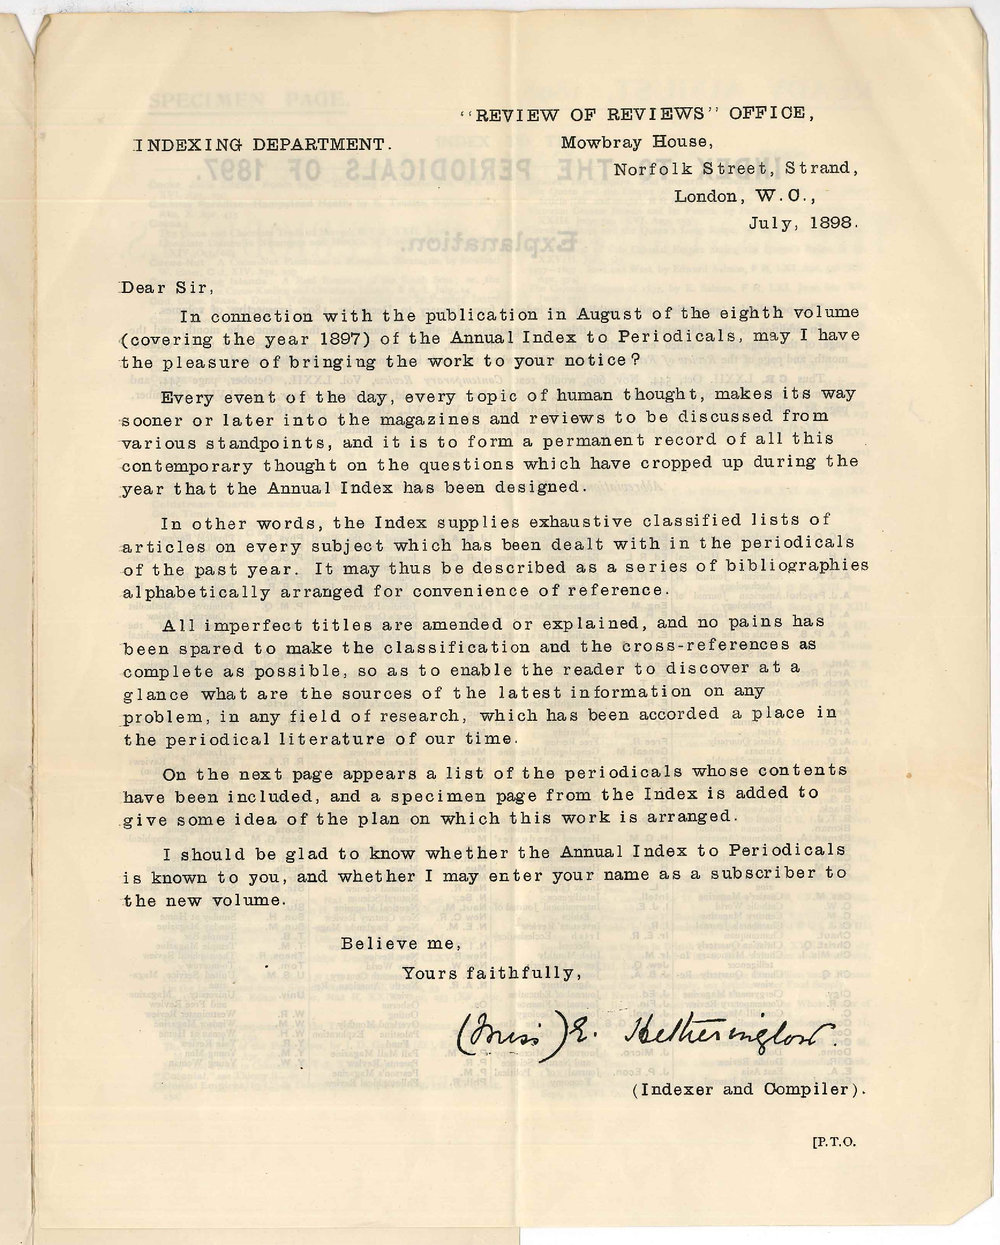 "REVIEW OF REVIEWS" OFFICE,
INDEXING DEPARTMENT.
Mowbray House,
Norfolk Street, Strand,
London, W.C.,
July, 1898.
Dear Sir,
In connection with the publication in August of the eighth volume
(covering the year 1897) of the Annual Index to Periodicals, may I have
the pleasure of bringing the work to your notice?
Every event of the day, every topic of human thought, makes its way
sooner or later into the magazines and reviews to be discussed from
various standpoints, and it is to form a permanent record of all this
contemporary thought on the questions which have cropped up during the
year that the Annual Index has been designed.
In other words, the Index supplies exhaustive classified lists of
articles on every subject which has been dealt with in the periodicals
of the past year. It may thus be described as a series of bibliographies
alphabetically arranged for convenience of reference.
All imperfect titles are amended or explained, and no pains has
been spared to make the classification and the cross-references as
complete as possible, so as to enable the reader to discover at a
glance what are the sources of the latest information on any
problem, in any field of research, which has been accorded a place in
the periodical literature of our time.
On the next page appears a list of the periodicals whose contents
have been included, and a specimen page from the Index is added to
give some idea of the plan on which this work is arranged.
I should be glad to know whether the Annual Index to Periodicals
is known to you, and whether I may enter your name as a subscriber to
the new volume.
Believe me,
Yours faithfully,
(Miss) E. Hetherington.
(Indexer and Compiler).
[P.T.O.